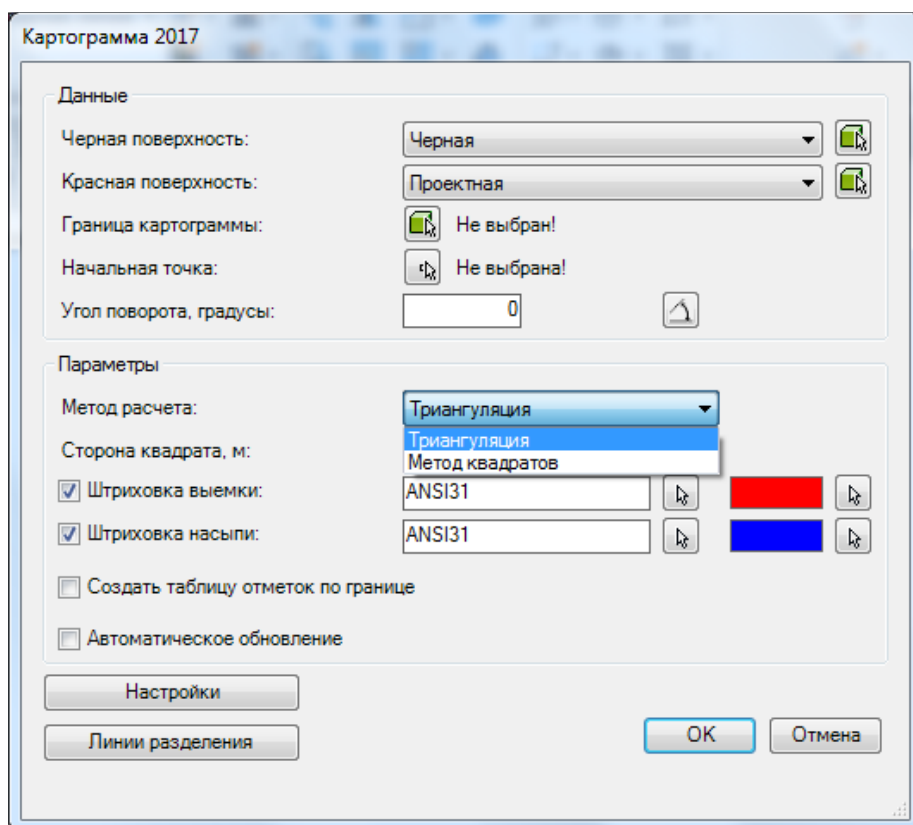 Картограмма 2017
Данные
Черная поверхность: Черная
Красная поверхность: Проектная
Граница картограммы: Не выбран!
Начальная точка: Не выбрана!
Угол поворота, градусы: 0
Параметры
Метод расчета: Триангуляция
Триангуляция
Сторона квадрата, м:
Метод квадратов
Штриховка выемки: ANSI31
Штриховка насыпи: ANSI31
Создать таблицу отметок по границе
Автоматическое обновление
Настройки
Линии разделения
OK Отмена